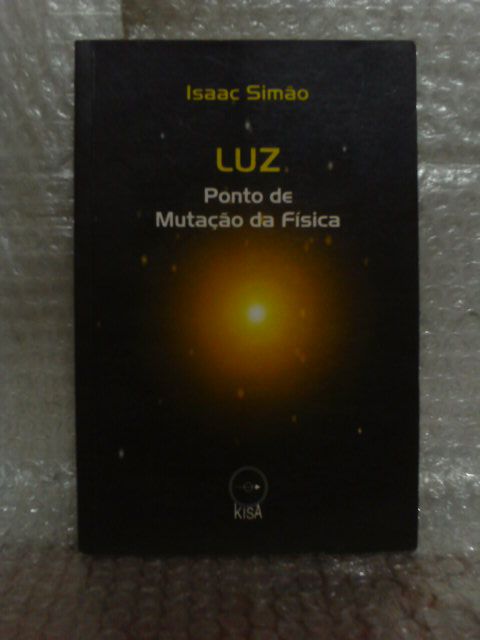 Isaac Simão
LUZ
Ponto de
Mutação da Física
KISA